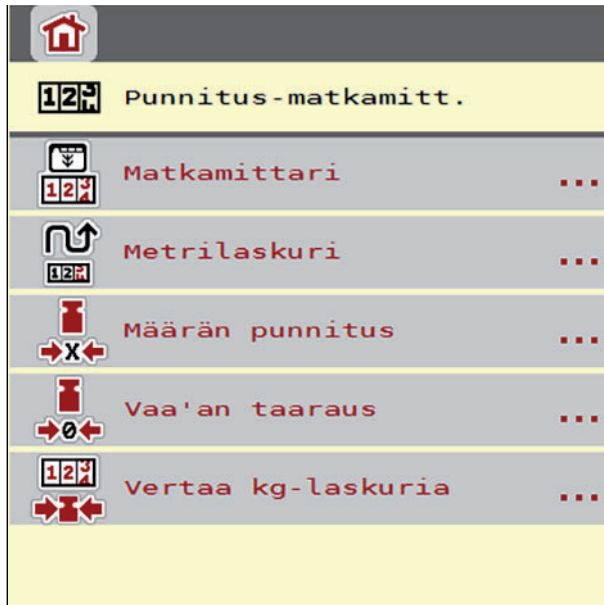 Punnitus-matkamitt.
Matkamittari ...
Metrilaskuri ...
Määrän punnitus ...
Vaa'an taaraus ...
Vertaa kg-laskuria ...